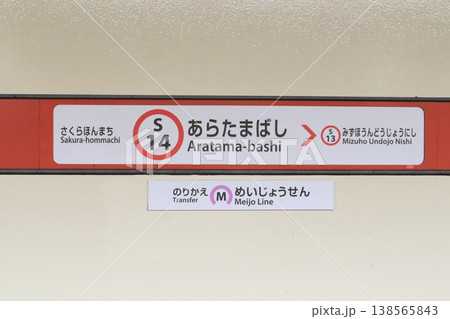 さくらほんまち
Sakura-hommachi
S
14
あらたまばし
Aratama-bashi
S
13
みずほうんどうじょうにし
Mizuho Undojo Nishi
のりかえ
Transfer
M
めいじょうせん
Meijo Line
138565843